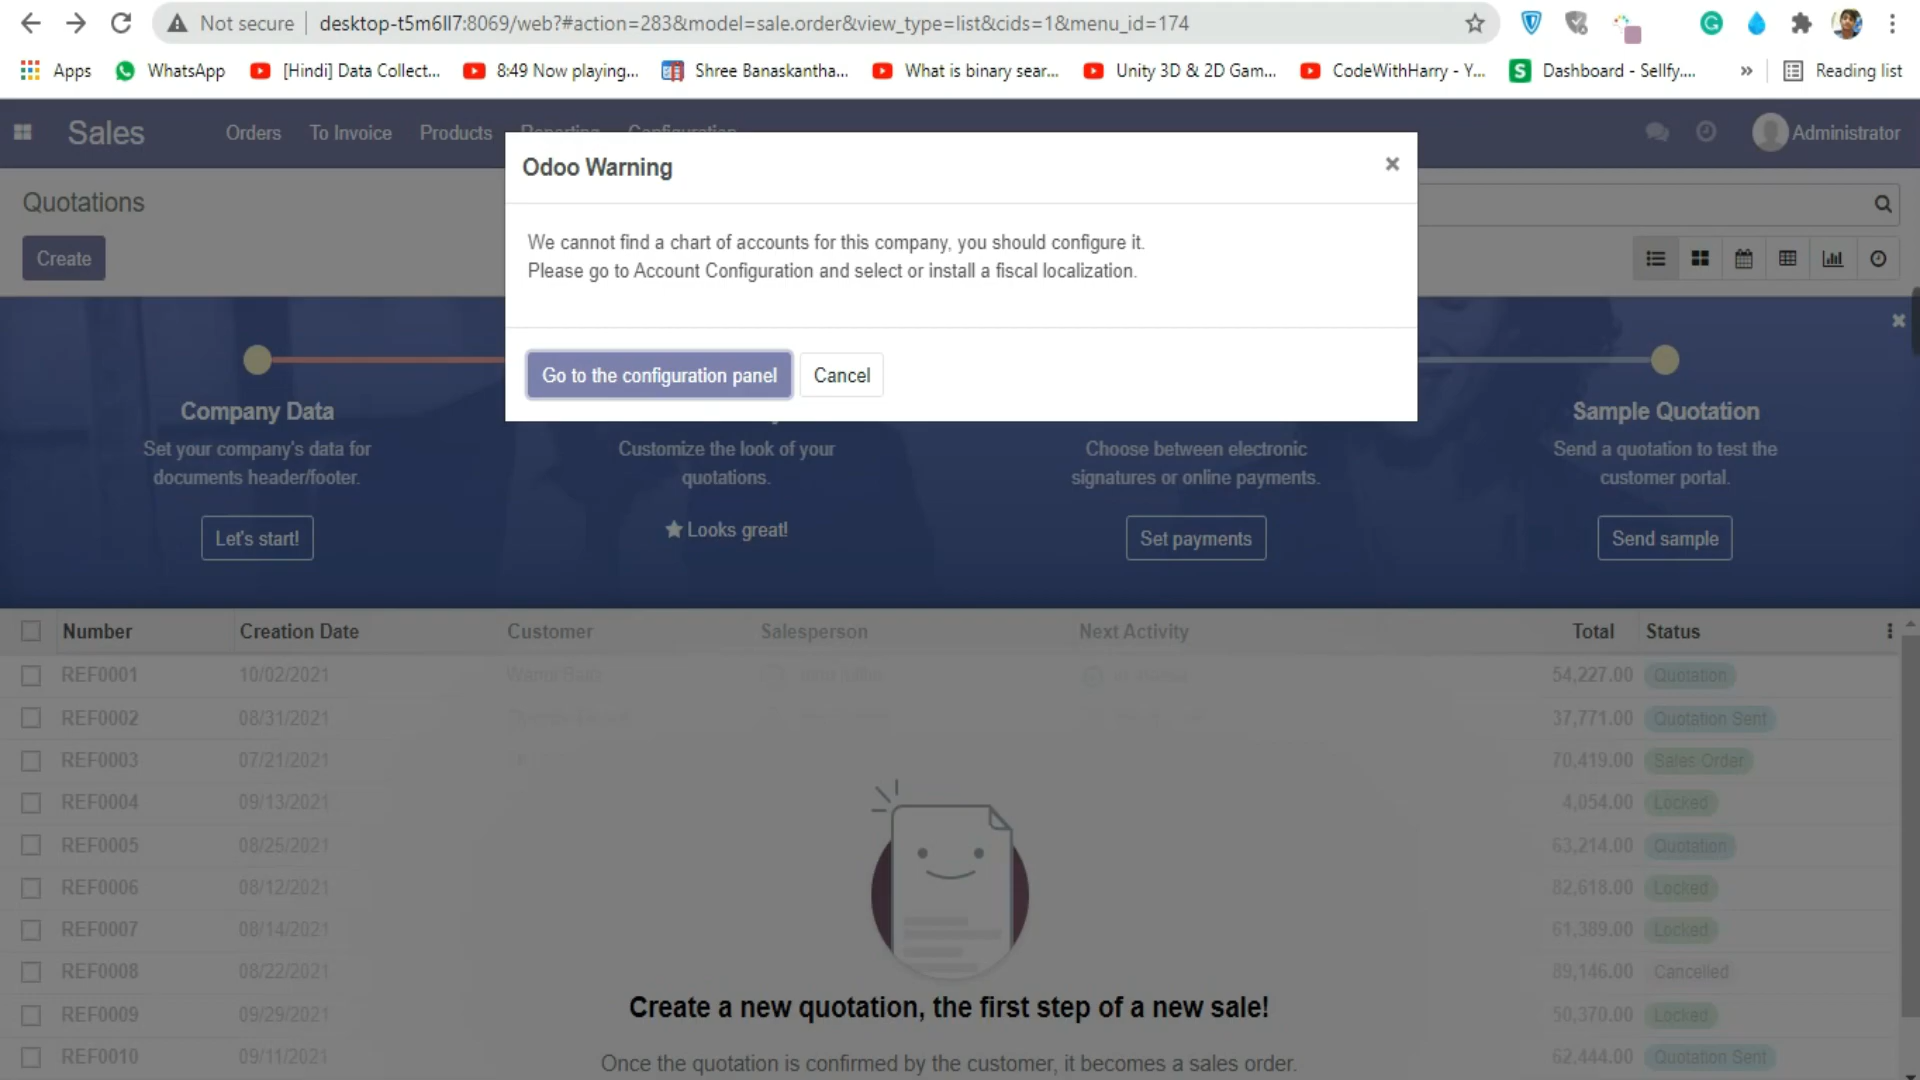 Not secure | desktop-t5m6ll7:8069/web?#action=283&model=sale.order&view_type=list&cids=1&menu_id=174
Apps WhatsApp [Hindi] Data Collect... 8:49 Now playing... Shree Banaskantha... What is binary sear... Unity 3D & 2D Gam... CodeWithHarry - Y... Dashboard - Sellfy.... » Reading list
Sales Orders To Invoice Products Reporting Configuration Administrator
Odoo Warning ×
Quotations
Create
We cannot find a chart of accounts for this company, you should configure it.
Please go to Account Configuration and select or install a fiscal localization.
Go to the configuration panel Cancel
Company Data Sample Quotation
Set your company's data for documents header/footer.
Customize the look of your quotations.
Choose between electronic signatures or online payments.
Send a quotation to test the customer portal.
Let's start! Looks great! Set payments Send sample
Number Creation Date Customer Salesperson Next Activity Total Status
REF0001 10/02/2021 54,227.00 Quotation
REF0002 08/31/2021 37,771.00 Quotation Sent
REF0003 07/21/2021 70,419.00 Sales Order
REF0004 09/13/2021 4,054.00 Locked
REF0005 08/25/2021 63,214.00 Quotation
REF0006 08/12/2021 82,618.00 Locked
REF0007 08/14/2021 61,389.00 Locked
REF0008 08/22/2021 89,146.00 Cancelled
REF0009 09/29/2021 50,370.00 Locked
REF0010 09/11/2021 62,444.00 Quotation Sent
Create a new quotation, the first step of a new sale!
Once the quotation is confirmed by the customer, it becomes a sales order.